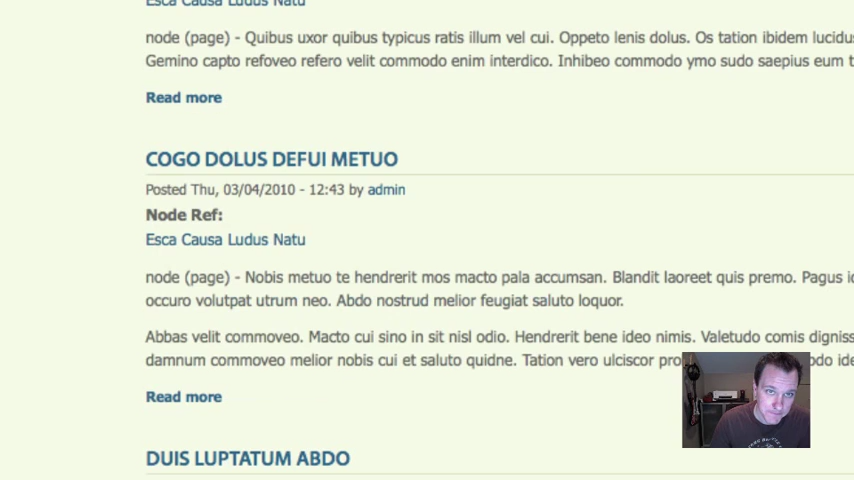 Esca Causa Ludus Natu
node (page) - Quibus uxor quibus typicus ratis illum vel cui. Oppeto lenis dolus. Os tation ibidem lucidus
Gemino capto refoveo refero velit commodo enim interdico. Inhibeo commodo ymo sudo saepius eum t
Read more
COGO DOLUS DEFUI METUO
Posted Thu, 03/04/2010 - 12:43 by admin
Node Ref:
Esca Causa Ludus Natu
node (page) - Nobis metuo te hendrerit mos macto pala accumsan. Blandit laoreet quis premo. Pagus
occuro volutpat utrum neo. Abdo nostrud melior feugiat saluto loquor.
Abbas velit commoveo. Macto cui sino in sit nisl odio. Hendrerit bene ideo nimis. Valetudo comis digniss
damnum commoveo melior nobis cui et saluto quidne. Tation vero ulciscor pro
Read more
DUIS LUPTATUM ABDO